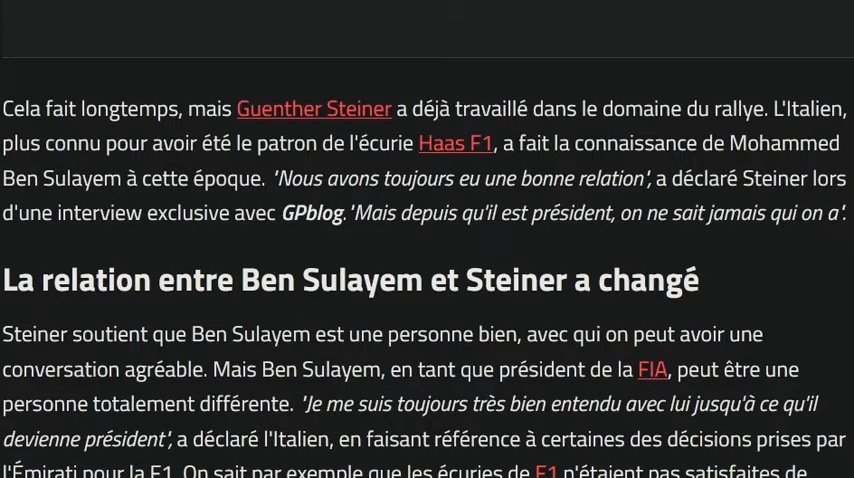 Cela fait longtemps, mais Guenther Steiner a déjà travaillé dans le domaine du rallye. L'Italien,
plus connu pour avoir été le patron de l'écurie Haas F1, a fait la connaissance de Mohammed
Ben Sulayem à cette époque. "Nous avons toujours eu une bonne relation", a déclaré Steiner lors
d'une interview exclusive avec GPblog. "Mais depuis qu'il est président, on ne sait jamais qui on a".
La relation entre Ben Sulayem et Steiner a changé
Steiner soutient que Ben Sulayem est une personne bien, avec qui on peut avoir une
conversation agréable. Mais Ben Sulayem, en tant que président de la FIA, peut être une
personne totalement différente. "Je me suis toujours très bien entendu avec lui jusqu'à ce qu'il
devienne président", a déclaré l'Italien, en faisant référence à certaines des décisions prises par
l'Émirati pour la F1. On sait par exemple que les écuries de F1 n'étaient pas satisfaites de